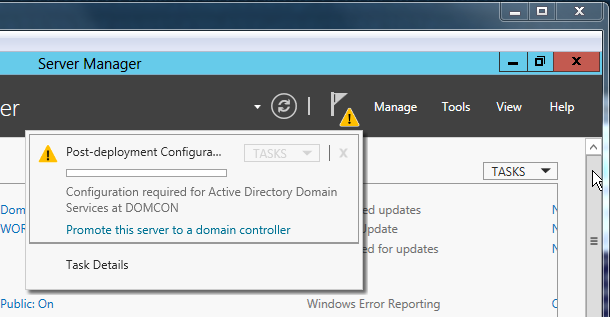 Server Manager
er
Manage Tools View Help
Post-deployment Configura... TASKS X
TASKS
Configuration required for Active Directory Domain
Services at DOMCON
Promote this server to a domain controller
Task Details
Dom
ed updates
WOR
Update
ed for updates
Public: On
Windows Error Reporting